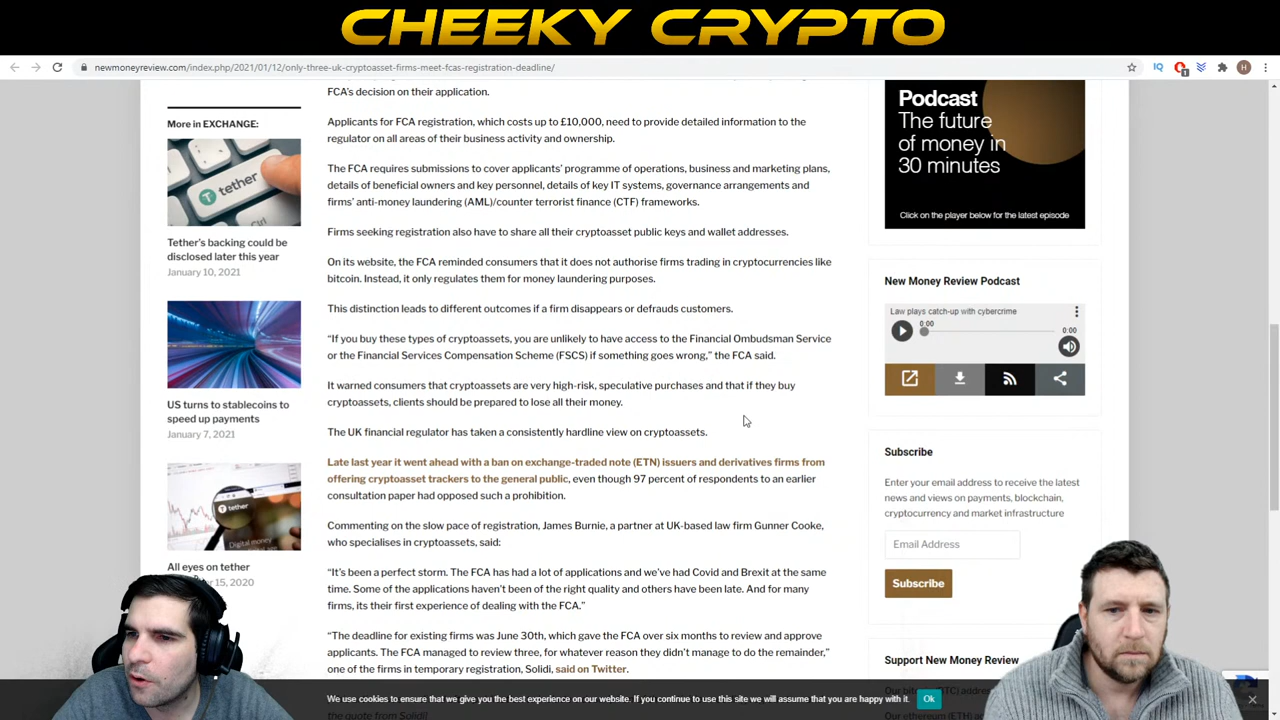 CHEEKY CRYPTO
newmoneyreview.com/index.php/2021/01/12/only-three-uk-cryptoasset-firms-meet-fcas-registration-deadline/
FCA's decision on their application.
Applicants for FCA registration, which costs up to £10,000, need to provide detailed information to the
regulator on all areas of their business activity and ownership.
The FCA requires submissions to cover applicants' programme of operations, business and marketing plans,
details of beneficial owners and key personnel, details of key IT systems, governance arrangements and
firms' anti-money laundering (AML)/counter terrorist finance (CTF) frameworks.
Firms seeking registration also have to share all their cryptoasset public keys and wallet addresses.
On its website, the FCA reminded consumers that it does not authorise firms trading in cryptocurrencies like
bitcoin. Instead, it only regulates them for money laundering purposes.
This distinction leads to different outcomes if a firm disappears or defrauds customers.
“If you buy these types of cryptoassets, you are unlikely to have access to the Financial Ombudsman Service
or the Financial Services Compensation Scheme (FSCS) if something goes wrong,” the FCA said.
It warned consumers that cryptoassets are very high-risk, speculative purchases and that if they buy
cryptoassets, clients should be prepared to lose all their money.
The UK financial regulator has taken a consistently hardline view on cryptoassets.
Late last year it went ahead with a ban on exchange-traded note (ETN) issuers and derivatives firms from
offering cryptoasset trackers to the general public, even though 97 percent of respondents to an earlier
consultation paper had opposed such a prohibition.
Commenting on the slow pace of registration, James Burnie, a partner at UK-based law firm Gunner Cooke,
who specialises in cryptoassets, said:
“It's been a perfect storm. The FCA has had a lot of applications and we've had Covid and Brexit at the same
time. Some of the applications haven't been of the right quality and others have been late. And for many
firms, its their first experience of dealing with the FCA.”
“The deadline for existing firms was June 30th, which gave the FCA over six months to review and approve
applicants. The FCA managed to review three, for whatever reason they didn't manage to do the remainder,”
one of the firms in temporary registration, Solidi, said on Twitter.
the quote from Solidi
More in EXCHANGE:
tether
Tether's backing could be
disclosed later this year
January 10, 2021
US turns to stablecoins to
speed up payments
January 7, 2021
tether
All eyes on tether
15, 2020
Podcast
The future
of money in
30 minutes
Click on the player below for the latest episode
New Money Review Podcast
Law plays catch-up with cybercrime
0:00
0:00
Subscribe
Enter your email address to receive the latest
news and views on payments, blockchain,
cryptocurrency and market infrastructure
Email Address
Subscribe
Support New Money Review
We use cookies to ensure that we give you the best experience on our website. If you continue to use this site we will assume that you are happy with it.
Ok